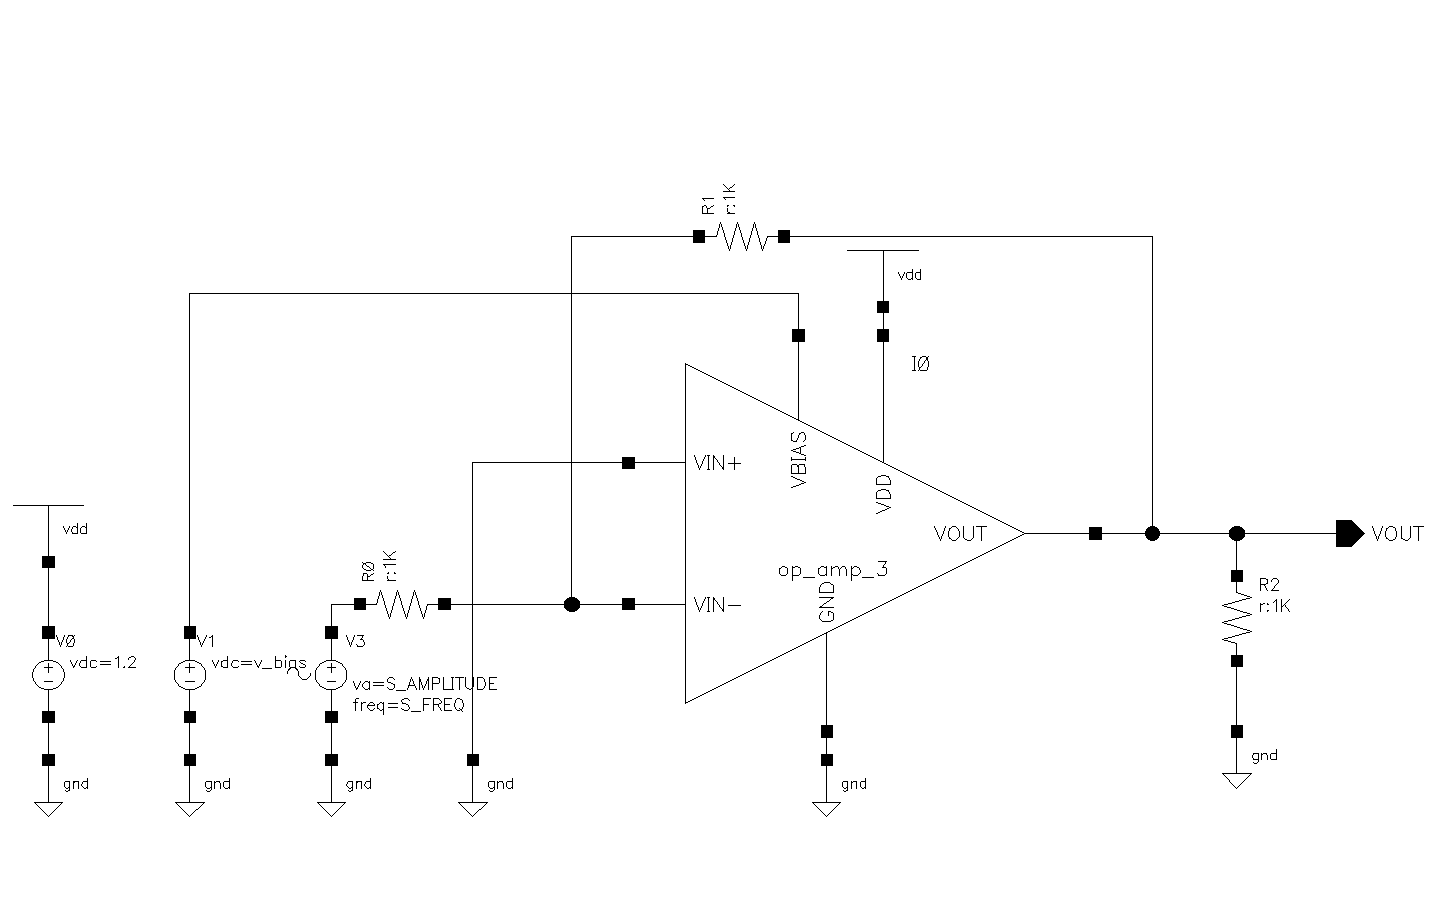 R1
r:1K
vdd
IØ
VBIAS
VIN+
VDD
vdd
VOUT
VOUT
op_amp_3
RØ
r:1K
GND
R2
r:1K
VIN−
VØ
vdc=1.2
V1
vdc=v_bias
V3
va=S_AMPLITUDE
freq=S_FREQ
gnd
gnd
gnd
gnd
gnd
gnd